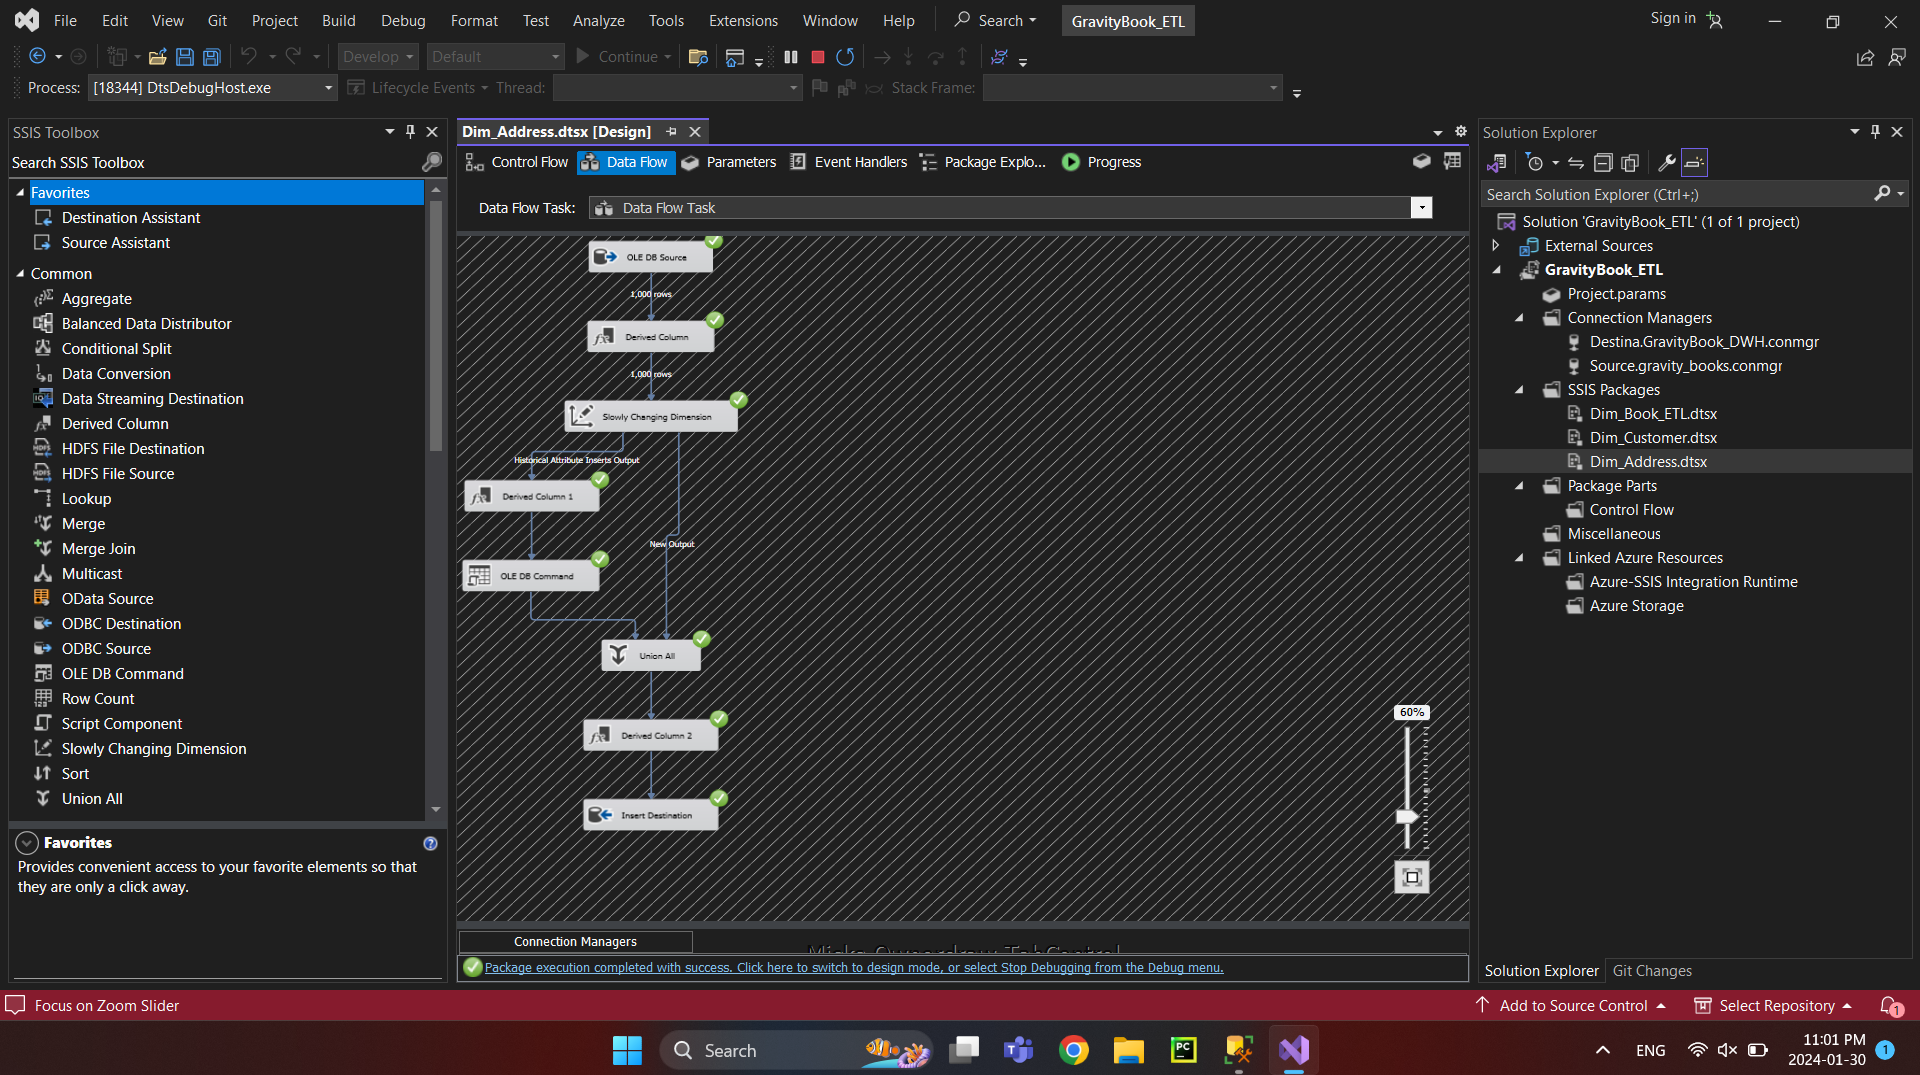 File Edit View Git Project Build Debug Format Test Analyze Tools Extensions Window Help Search GravityBook_ETL Sign in
Develop Default Continue
Process: [18344] DtsDebugHost.exe Lifecycle Events Thread: Stack Frame:
SSIS Toolbox
Search SSIS Toolbox
Favorites
Destination Assistant
Source Assistant
Common
Aggregate
Balanced Data Distributor
Conditional Split
Data Conversion
Data Streaming Destination
Derived Column
HDFS File Destination
HDFS File Source
Lookup
Merge
Merge Join
Multicast
OData Source
ODBC Destination
ODBC Source
OLE DB Command
Row Count
Script Component
Slowly Changing Dimension
Sort
Union All
Favorites
Provides convenient access to your favorite elements so that
they are only a click away.
Dim_Address.dtsx [Design]
Control Flow Data Flow Parameters Event Handlers Package Explo... Progress
Data Flow Task: Data Flow Task
OLE DB Source
1,000 rows
Derived Column
1,000 rows
Slowly Changing Dimension
Historical Attribute Inserts Output
Derived Column 1
New Output
OLE DB Command
Union All
Derived Column 2
Insert Destination
60%
Connection Managers
Package execution completed with success. Click here to switch to design mode, or select Stop Debugging from the Debug menu.
Solution Explorer
Search Solution Explorer (Ctrl+;)
Solution 'GravityBook_ETL' (1 of 1 project)
External Sources
GravityBook_ETL
Project.params
Connection Managers
Destina.GravityBook_DWH.conmgr
Source.gravity_books.conmgr
SSIS Packages
Dim_Book_ETL.dtsx
Dim_Customer.dtsx
Dim_Address.dtsx
Package Parts
Control Flow
Miscellaneous
Linked Azure Resources
Azure-SSIS Integration Runtime
Azure Storage
Solution Explorer Git Changes
Focus on Zoom Slider Add to Source Control Select Repository 1
Search PC ENG 11:01 PM 1
2024-01-30